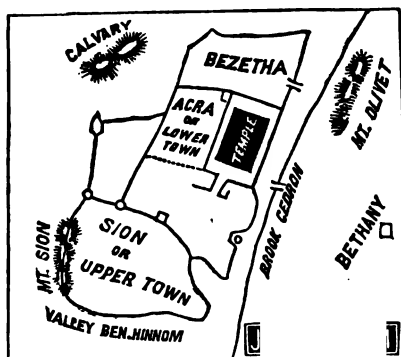 CALVARY
BEZETHA
ACRA
OR
LOWER
TOWN
TEMPLE
MT. OLIVET
BROOK CEDRON
BETHANY
MT. SION
SION
OR
UPPER TOWN
VALLEY BEN-HINNOM